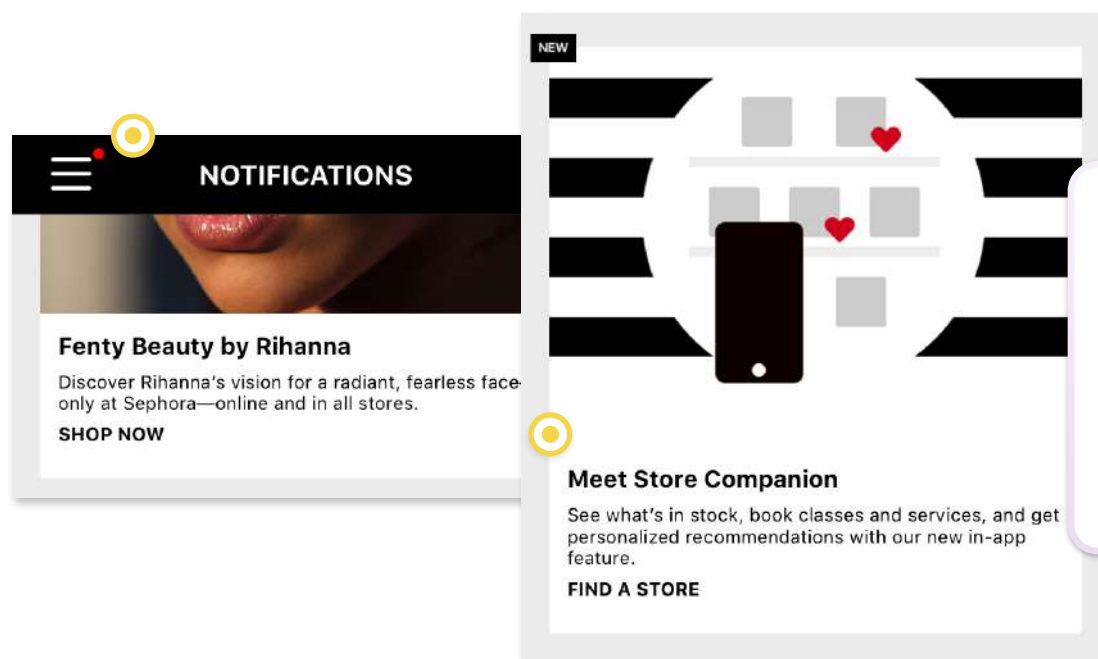 NOTIFICATIONS
Fenty Beauty by Rihanna
Discover Rihanna's vision for a radiant, fearless face-
only at Sephora—online and in all stores.
SHOP NOW
NEW
Meet Store Companion
See what's in stock, book classes and services, and get
personalized recommendations with our new in-app
feature.
FIND A STORE